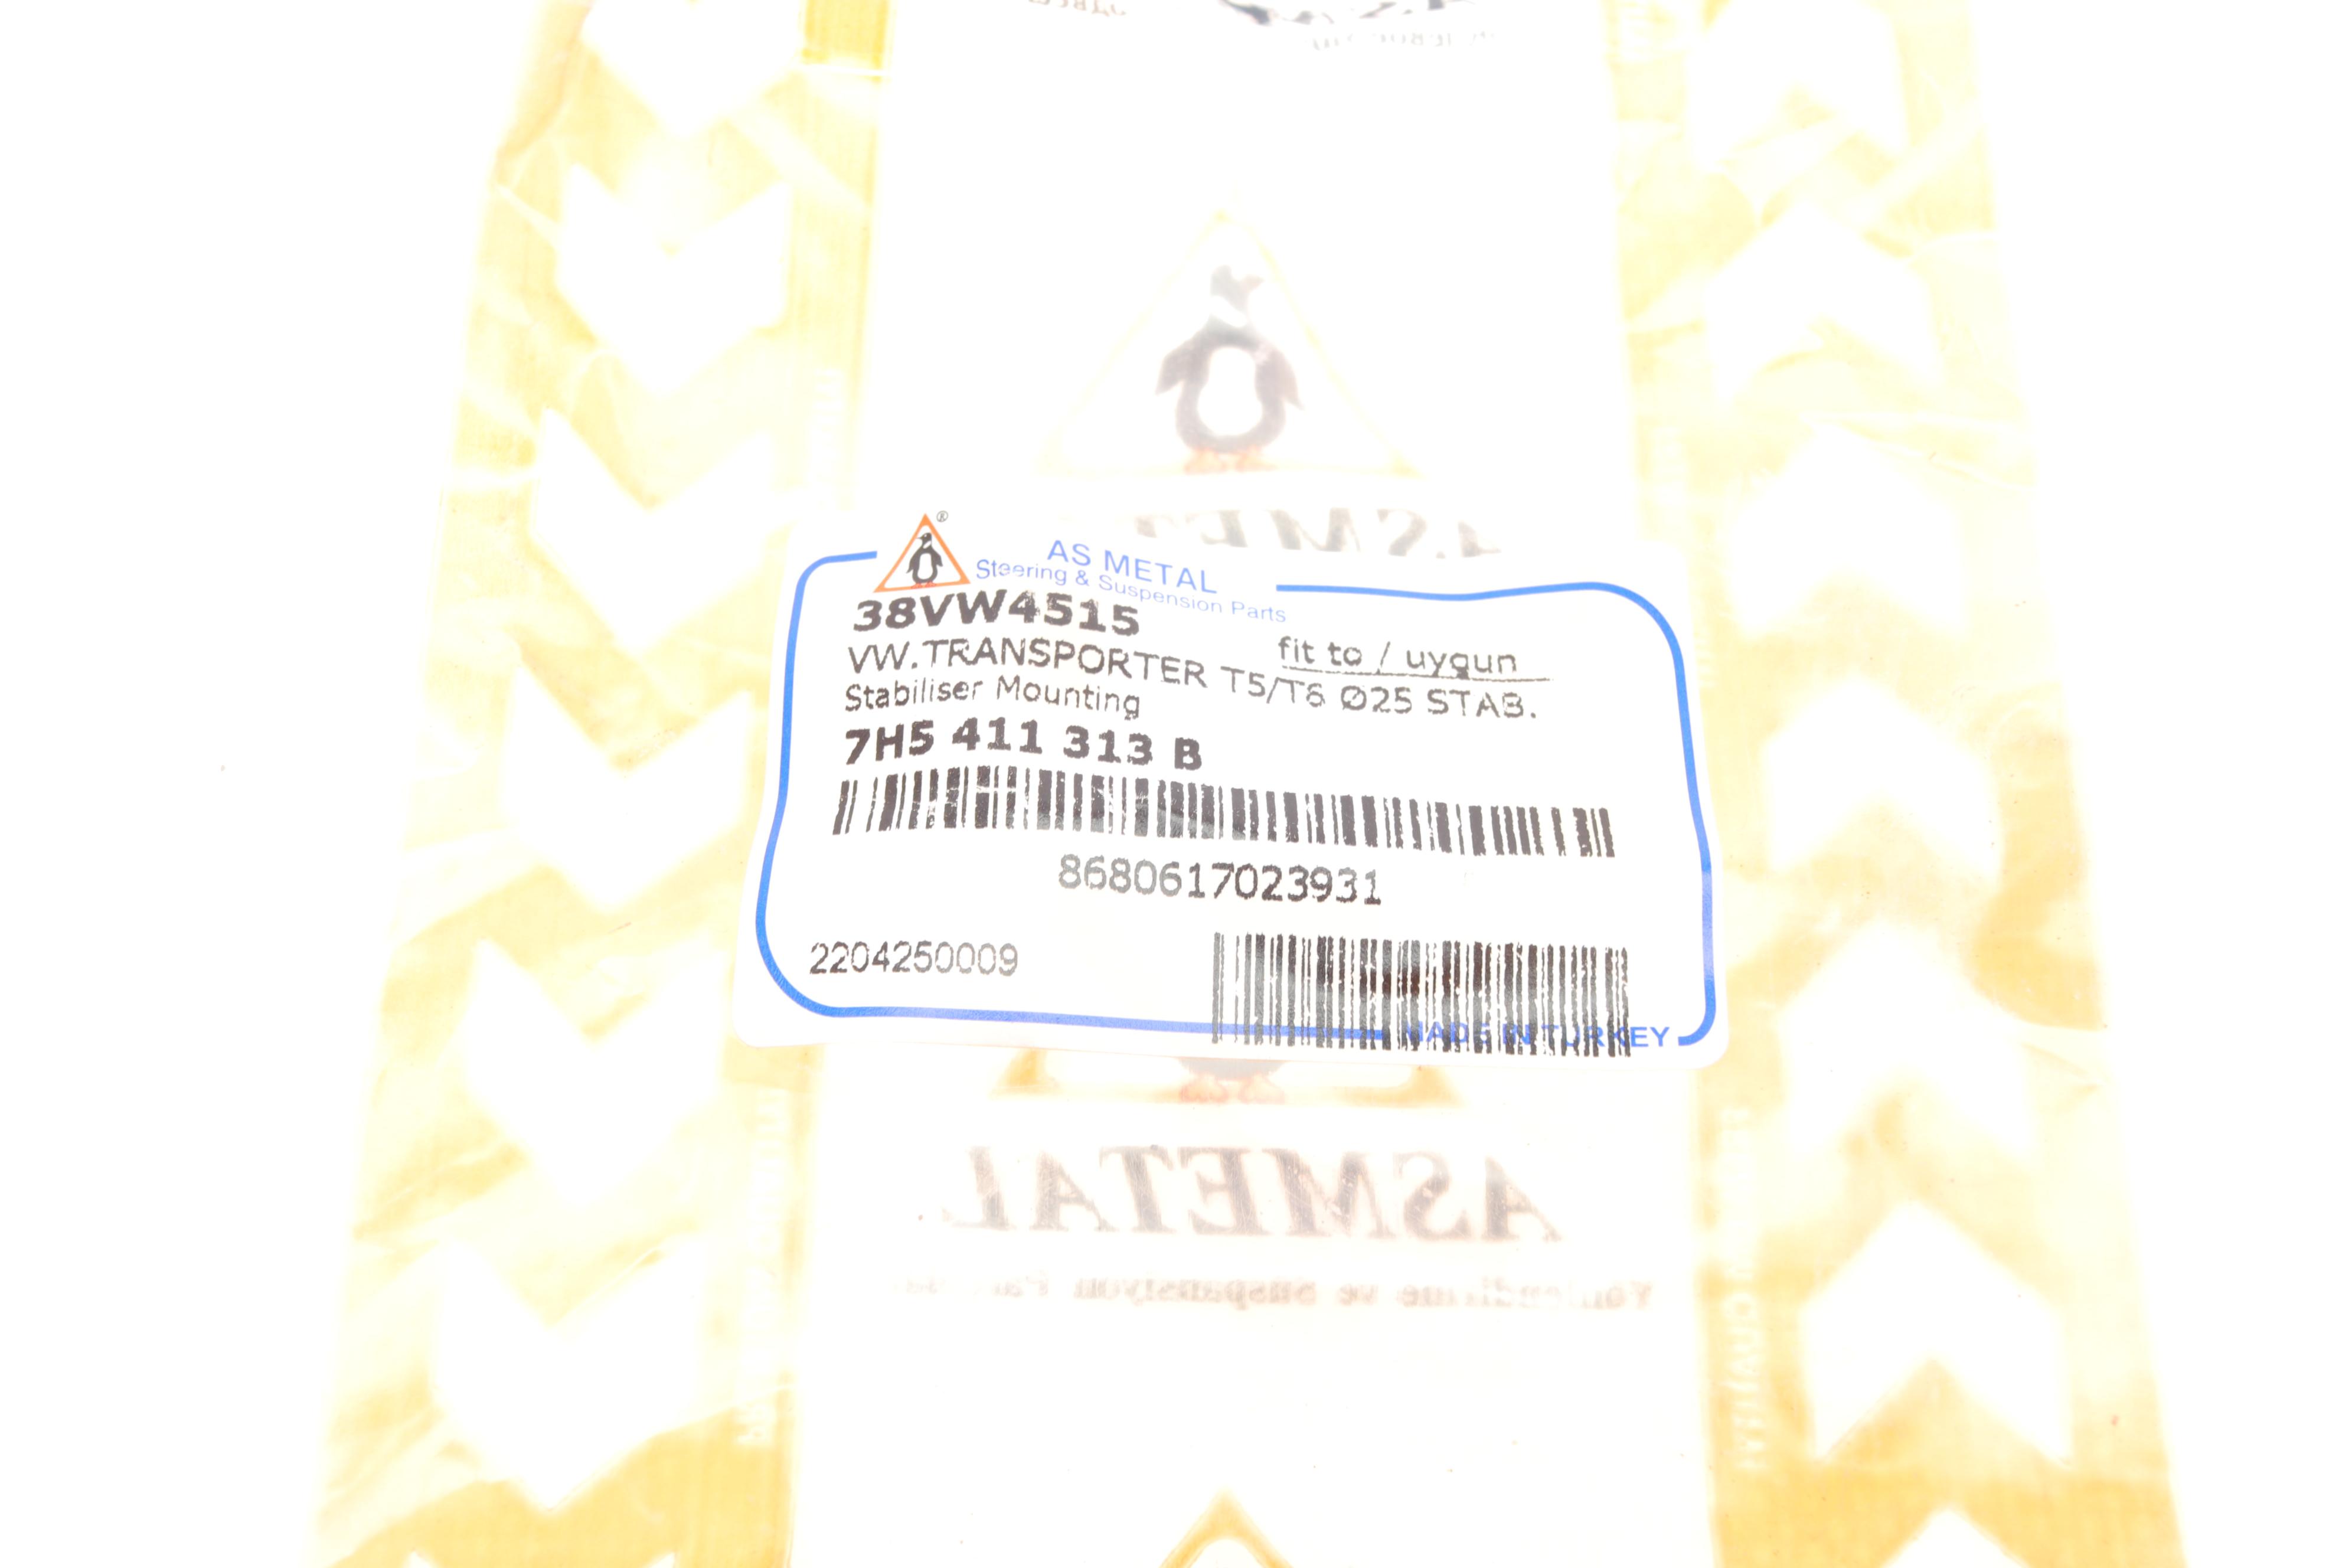 ®
AS METAL
Steering & Suspension Parts
38VW4515
fit to / uygun
VW.TRANSPORTER T5/T6 Ø25 STAB.
Stabiliser Mounting
7H5 411 313 B
8680617023931
2204250009
MADE IN TURKEY
ASMETAL